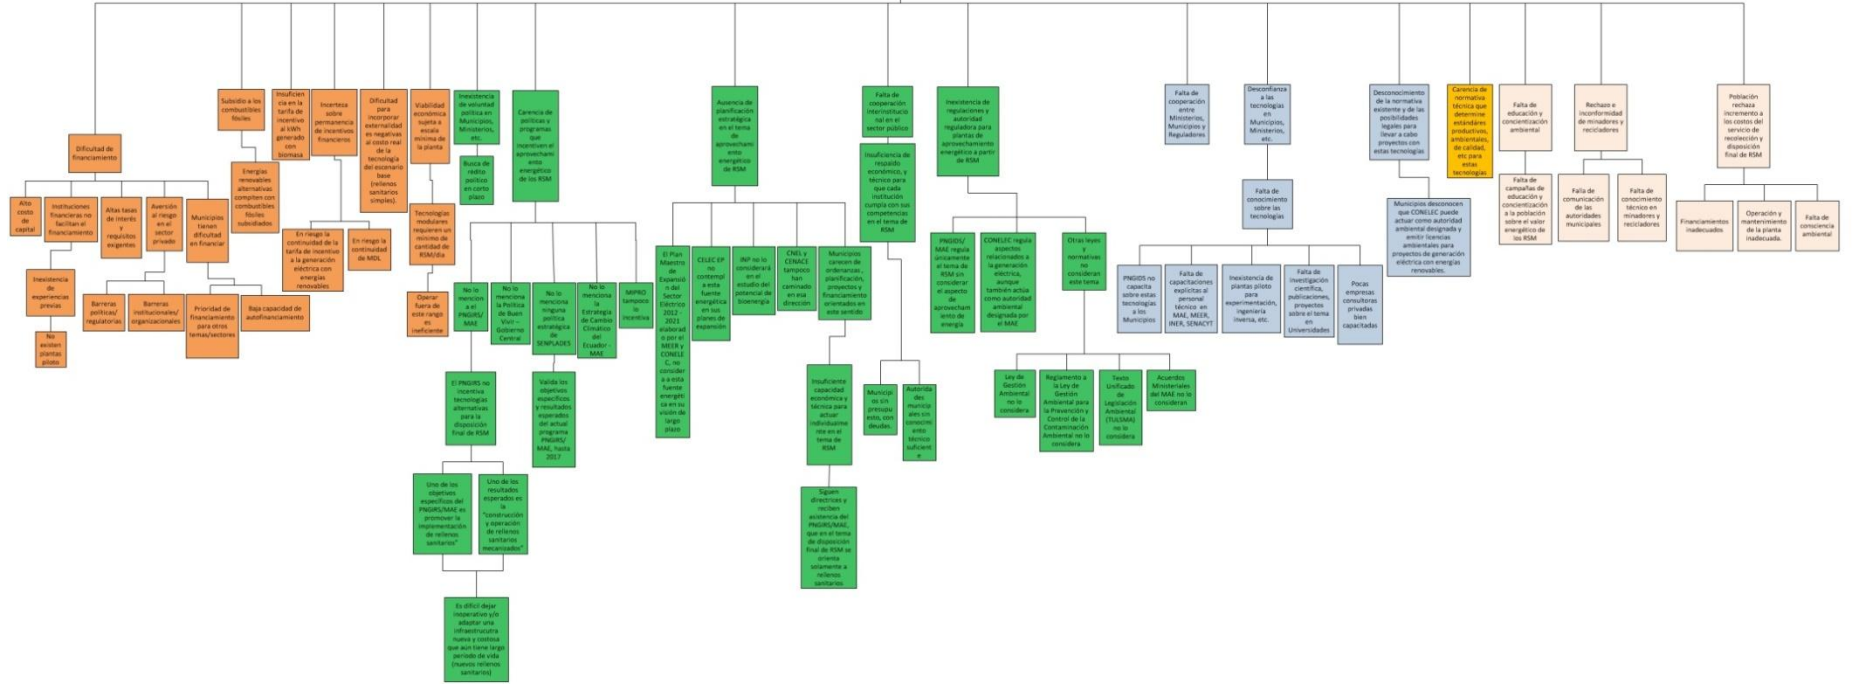 Dificultad de
financiamiento
Alto
costo de
capital
Instituciones
financieras no
facilitan el
financiamiento
Altas tasas
de interés
y
requisitos
exigentes
Aversión
al riesgo
en el
sector
privado
Municipios
tienen
dificultad
en financiar
Inexistencia
de
experiencias
previas
No
existen
plantas
piloto
Barreras
políticas/
regulatorias
Barreras
institucionales/
organizacionales
Prioridad de
financiamiento
para otros
temas/sectores
Baja capacidad de
autofinanciamiento
Subsidio a los
combustibles
fósiles
Energías
renovables
alternativas
compiten con
combustibles
fósiles
subsidiados
Insuficien
cia en la
tarifa de
incentivo
al kWh
generado
con
biomasa
Incerteza
sobre
permanencia
de incentivos
financieros
En riesgo la
continuidad de la
tarifa de incentivo
a la generación
eléctrica con
energías
renovables
En riesgo la
continuidad
de MDL
Dificultad
para
incorporar
externalidad
es negativas
al costo real
de la
tecnología
del escenario
base
(rellenos
sanitarios
simples).
Viabilidad
económica
sujeta a
escala
mínima de
la planta
Tecnologías
modulares
requieren un
mínimo de
cantidad de
RSM/día
Operar
fuera de
este rango
es
ineficiente
Inexistencia
de voluntad
política en
Municipios,
Ministerios,
etc.
Busca de
rédito
político en
corto
plazo
Carencia de
políticas y
programas
que
incentiven el
aprovechami
ento
energético
de los RSM
No lo
mencion
a el
PNGIRS/
MAE
No lo
menciona
la Política
de Buen
Vivir –
Gobierno
Central
No lo
menciona
ninguna
política
estratégica
de
SENPLADES
No lo
menciona
la
Estrategia
de Cambio
Climático
del
Ecuador -
MAE
MIPRO
tampoco
lo
incentiva
El PNGIRS no
incentiva
tecnologías
alternativas
para la
disposición
final de RSM
Valida los
objetivos
específicos
y resultados
esperados
del actual
programa
PNGIRS/
MAE, hasta
2017
Uno de los
objetivos
específicos del
PNGIRS/MAE es
promover la
implementación
de rellenos
sanitarios"
Uno de los
resultados
esperados es
la
"construcción
y operación
de rellenos
sanitarios
mecanizados"
Es difícil dejar
inoperativo y/o
adaptar una
infraestrucutra
nueva y costosa
que aún tiene largo
período de vida
(nuevos rellenos
sanitarios)
Ausencia de
planificación
estratégica
en el tema
de
aprovechami
ento
energético
de RSM
El Plan
Maestro
de
Expansió
n del
Sector
Eléctrico
2012 -
2021
elaborad
o por el
MEER y
CONELE
C, no
consider
a a esta
fuente
energéti
ca en su
visión de
largo
plazo
CELEC EP
no
contempl
a esta
fuente
energética
en sus
planes de
expansión
INP no lo
considerará
en el
estudio del
potencial de
bioenergía
CNEL y
CENACE
tampoco
han
caminado
en esa
dirección
Municipios
carecen de
ordenanzas ,
planificación,
proyectos y
financiamiento
orientados en
este sentido
Insuficiente
capacidad
económica y
técnica para
actuar
individualme
nte en el
tema de
RSM
Siguen
directrices y
reciben
asistencia del
PNGIRS/MAE,
que en el tema
de disposición
final de RSM se
orienta
solamente a
rellenos
sanitarios
Falta de
cooperación
interinstitucio
nal en el
sector público
Insuficiencia de
respaldo
económico, y
técnico para
que cada
institución
cumpla con sus
competencias
en el tema de
RSM
Municipi
os sin
presupu
esto, con
deudas.
Autorida
des
municip
ales sin
conocimi
ento
técnico
suficient
e
Inexistencia de
regulaciones y
autoridad
reguladora para
plantas de
aprovechamiento
energético a partir
de RSM
PNGIDS/
MAE regula
únicamente
el tema de
RSM sin
considerar
el aspecto
de
aprovecham
iento de
energía
CONELEC regula
aspectos
relacionados a
la generación
eléctrica,
aunque
también actúa
como autoridad
ambiental
designada por
el MAE
Otras leyes
y
normativas
no
consideran
este tema
Ley de
Gestión
Ambiental
no le
considera
Reglamento a
la Ley de
Gestión
Ambiental para
la Prevención y
Control de la
Contaminación
Ambiental no lo
considera
Texto
Unificado
de
Legislación
Ambiental
(TULSMA)
no lo
considera
Acuerdos
Ministeriales
del MAE no lo
consideran
Falta de
cooperación
entre
Ministerios,
Municipios y
Reguladores
Desconfianza
a las
tecnologías
en
Municipios,
Ministerios,
etc.
Falta de
conocimiento
sobre las
tecnologías
PNGIDS no
capacita
sobre estas
tecnologías
a los
Municipios
Falta de
capacitaciones
explícitas al
personal
técnico en
MAE, MEER,
INER, SENACYT
Inexistencia de
plantas piloto
para
experimentación,
ingeniería
inversa, etc.
Falta de
investigación
científica,
publicaciones,
proyectos
sobre el tema
en
Universidades
Pocas
empresas
consultoras
privadas
bien
capacitadas
Desconocimiento
de la normativa
existente y de las
posibilidades
legales para
llevar a cabo
proyectos con
estas tecnologías
Municipios desconocen
que CONELEC puede
actuar como autoridad
ambiental designada y
emitir licencias
ambientales para
proyectos de generación
eléctrica con energías
renovables.
Carencia de
normativa
técnica que
determine
estándares
productivos,
ambientales,
de calidad,
etc para
estas
tecnologías
Falta de
educación y
concientización
ambiental
Falta de
campañas de
educación y
concientización
a la población
sobre el valor
energético de
los RSM
Rechazo e
inconformidad
de minadores y
recicladores
Falta de
comunicación
de las
autoridades
municipales
Falta de
conocimiento
técnico en
minadores y
recicladores
Población
rechaza
incremento a
los costos del
servicio de
recolección y
disposición
final de RSM
Financiamientos
inadecuados
Operación y
mantenimiento
de la planta
inadecuada.
Falta de
consciencia
ambiental